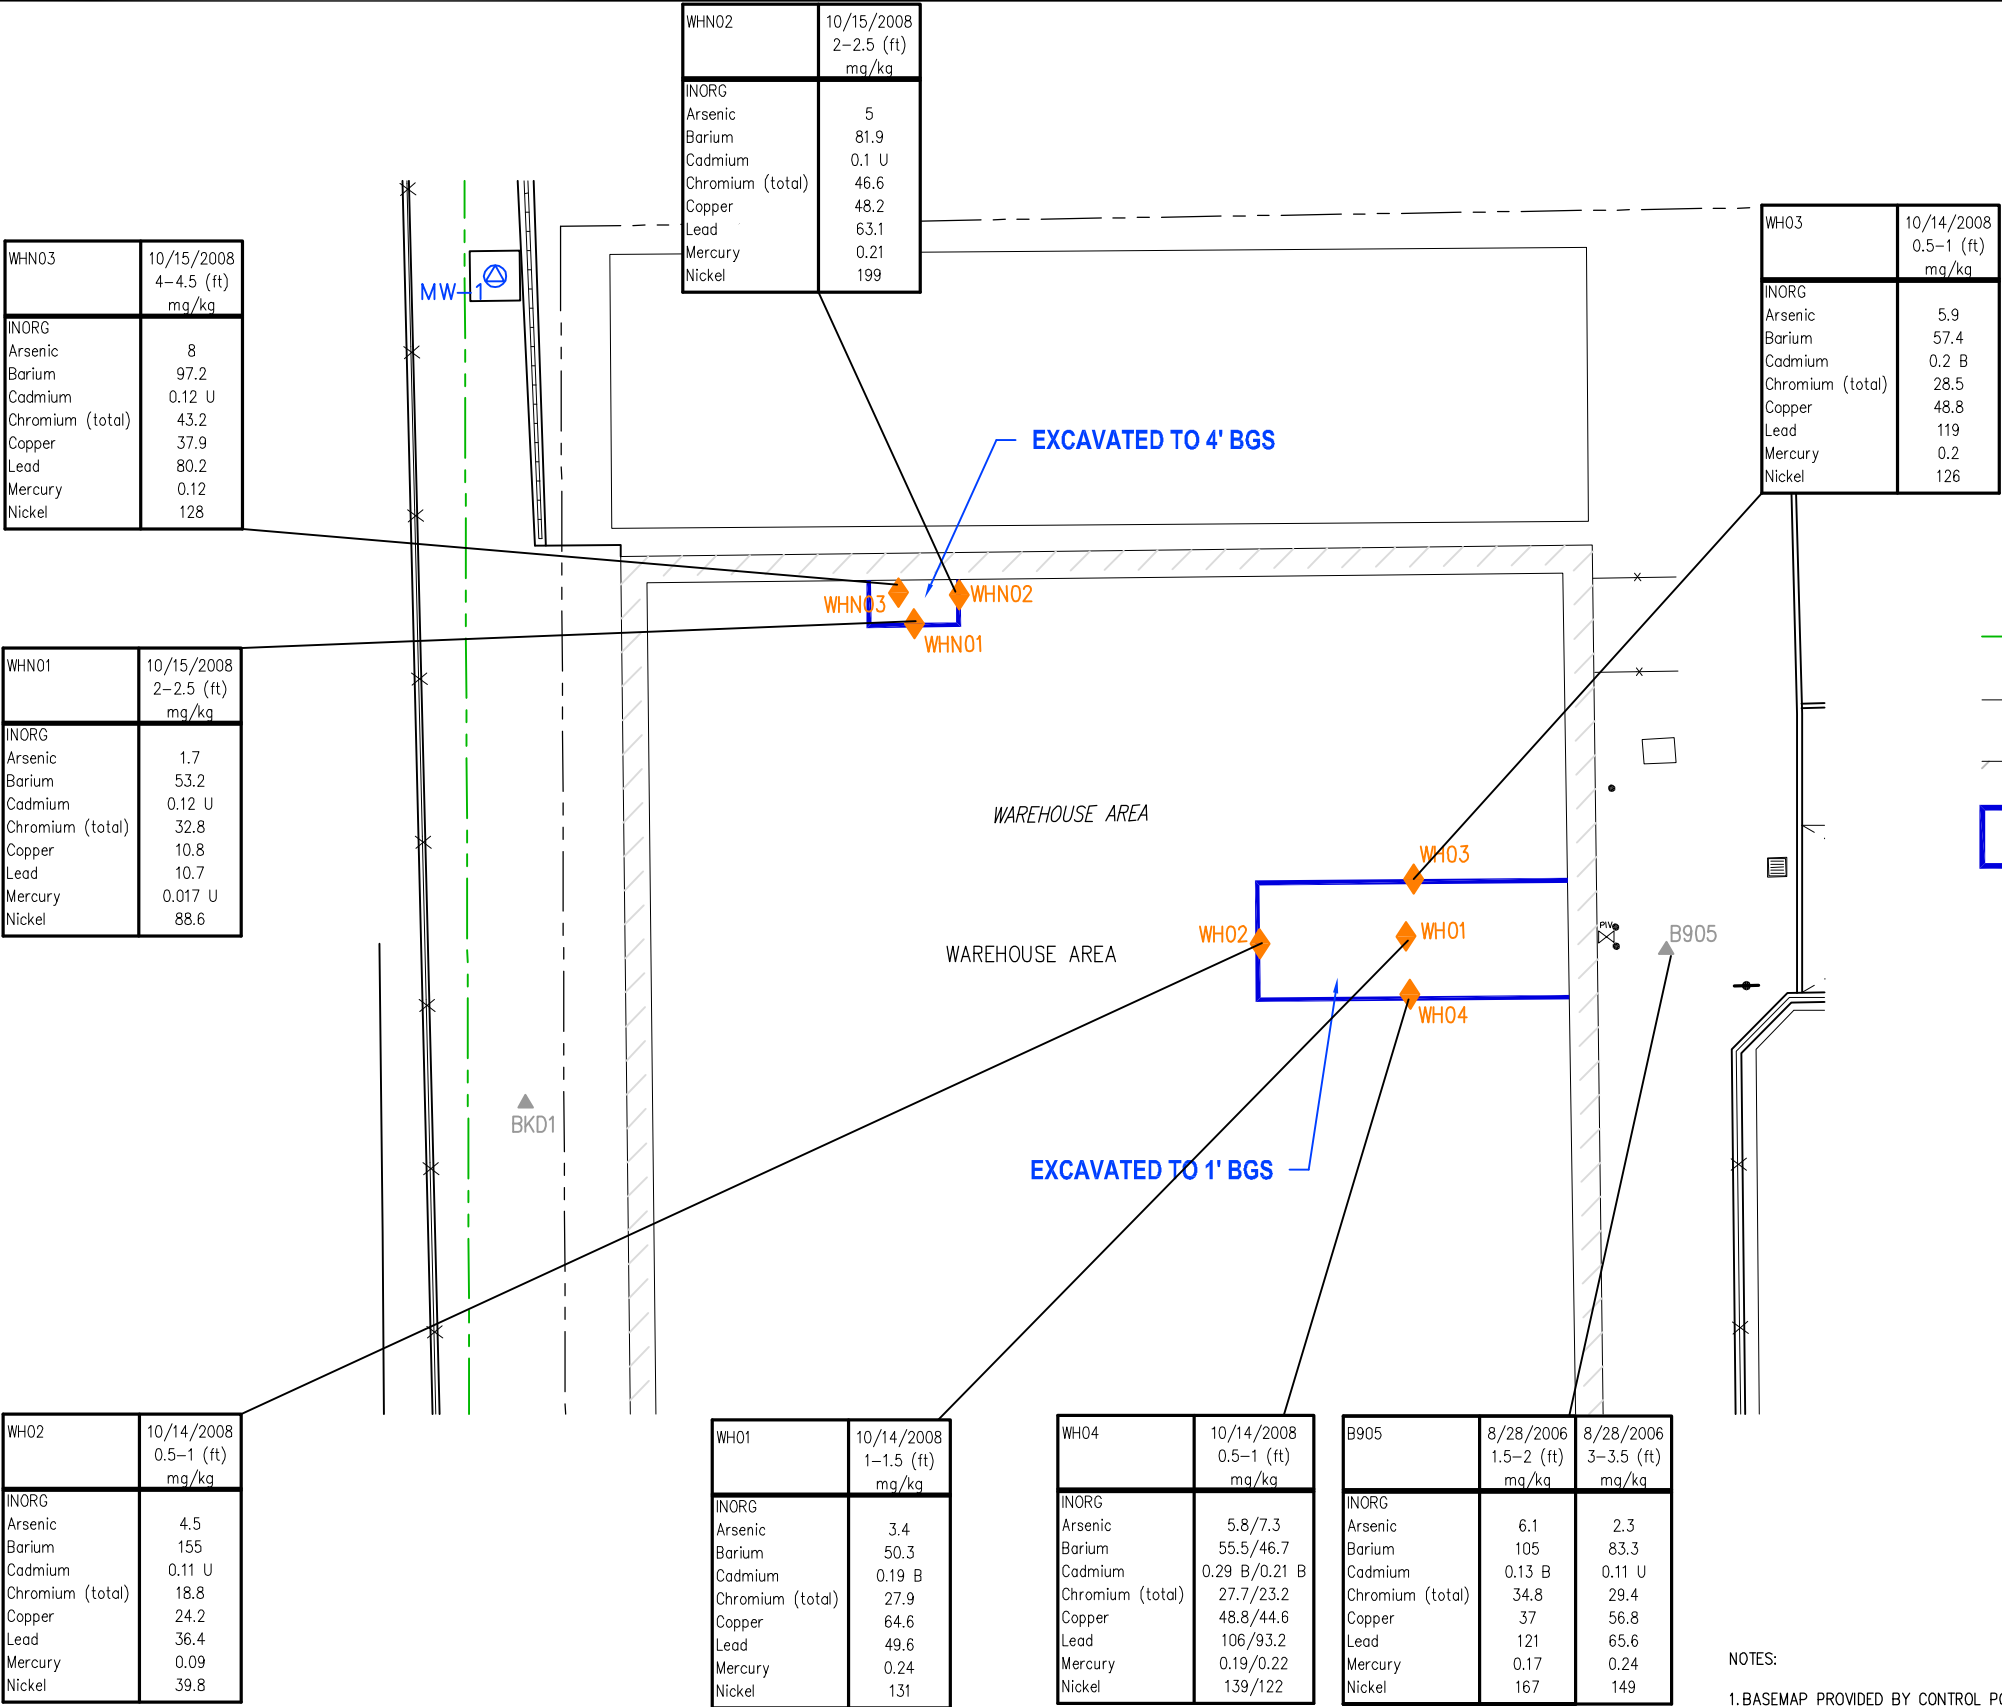 WHN02 10/15/2008
2-2.5 (ft)
mg/kg
INORG
Arsenic 5
Barium 81.9
Cadmium 0.1 U
Chromium (total) 46.6
Copper 48.2
Lead 63.1
Mercury 0.21
Nickel 199
WH03 10/14/2008
0.5-1 (ft)
mg/kg
INORG
Arsenic 5.9
Barium 57.4
Cadmium 0.2 B
Chromium (total) 28.5
Copper 48.8
Lead 119
Mercury 0.2
Nickel 126
WHN03 10/15/2008
4-4.5 (ft)
mg/kg
INORG
Arsenic 8
Barium 97.2
Cadmium 0.12 U
Chromium (total) 43.2
Copper 37.9
Lead 80.2
Mercury 0.12
Nickel 128
MW-1
EXCAVATED TO 4' BGS
WHN03
WHN02
WHN01
WHN01 10/15/2008
2-2.5 (ft)
mg/kg
INORG
Arsenic 1.7
Barium 53.2
Cadmium 0.12 U
Chromium (total) 32.8
Copper 10.8
Lead 10.7
Mercury 0.017 U
Nickel 88.6
WAREHOUSE AREA
WH03
WH02
WH01
PIV
B905
WAREHOUSE AREA
WH04
BKD1
EXCAVATED TO 1' BGS
WH02 10/14/2008
0.5-1 (ft)
mg/kg
INORG
Arsenic 4.5
Barium 155
Cadmium 0.11 U
Chromium (total) 18.8
Copper 24.2
Lead 36.4
Mercury 0.09
Nickel 39.8
WH01 10/14/2008
1-1.5 (ft)
mg/kg
INORG
Arsenic 3.4
Barium 50.3
Cadmium 0.19 B
Chromium (total) 27.9
Copper 64.6
Lead 49.6
Mercury 0.24
Nickel 131
WH04 10/14/2008
0.5-1 (ft)
mg/kg
INORG
Arsenic 5.8/7.3
Barium 55.5/46.7
Cadmium 0.29 B/0.21 B
Chromium (total) 27.7/23.2
Copper 48.8/44.6
Lead 106/93.2
Mercury 0.19/0.22
Nickel 139/122
B905 8/28/2006 8/28/2006
1.5-2 (ft) 3-3.5 (ft)
mg/kg mg/kg
INORG
Arsenic 6.1 2.3
Barium 105 83.3
Cadmium 0.13 B 0.11 U
Chromium (total) 34.8 29.4
Copper 37 56.8
Lead 121 65.6
Mercury 0.17 0.24
Nickel 167 149
NOTES:
1. BASEMAP PROVIDED BY CONTROL